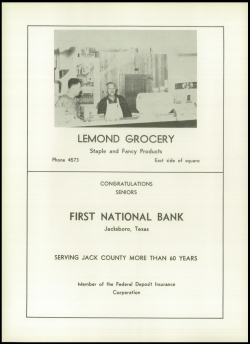 LEMOND GROCERY
Staple and Fancy Products
Phone 4573 East side of square
CONGRATULATIONS
SENIORS
FIRST NATIONAL BANK
Jacksboro, Texas
SERVING JACK COUNTY MORE THAN 60 YEARS
Member of the Federal Deposit Insurance
Corporation